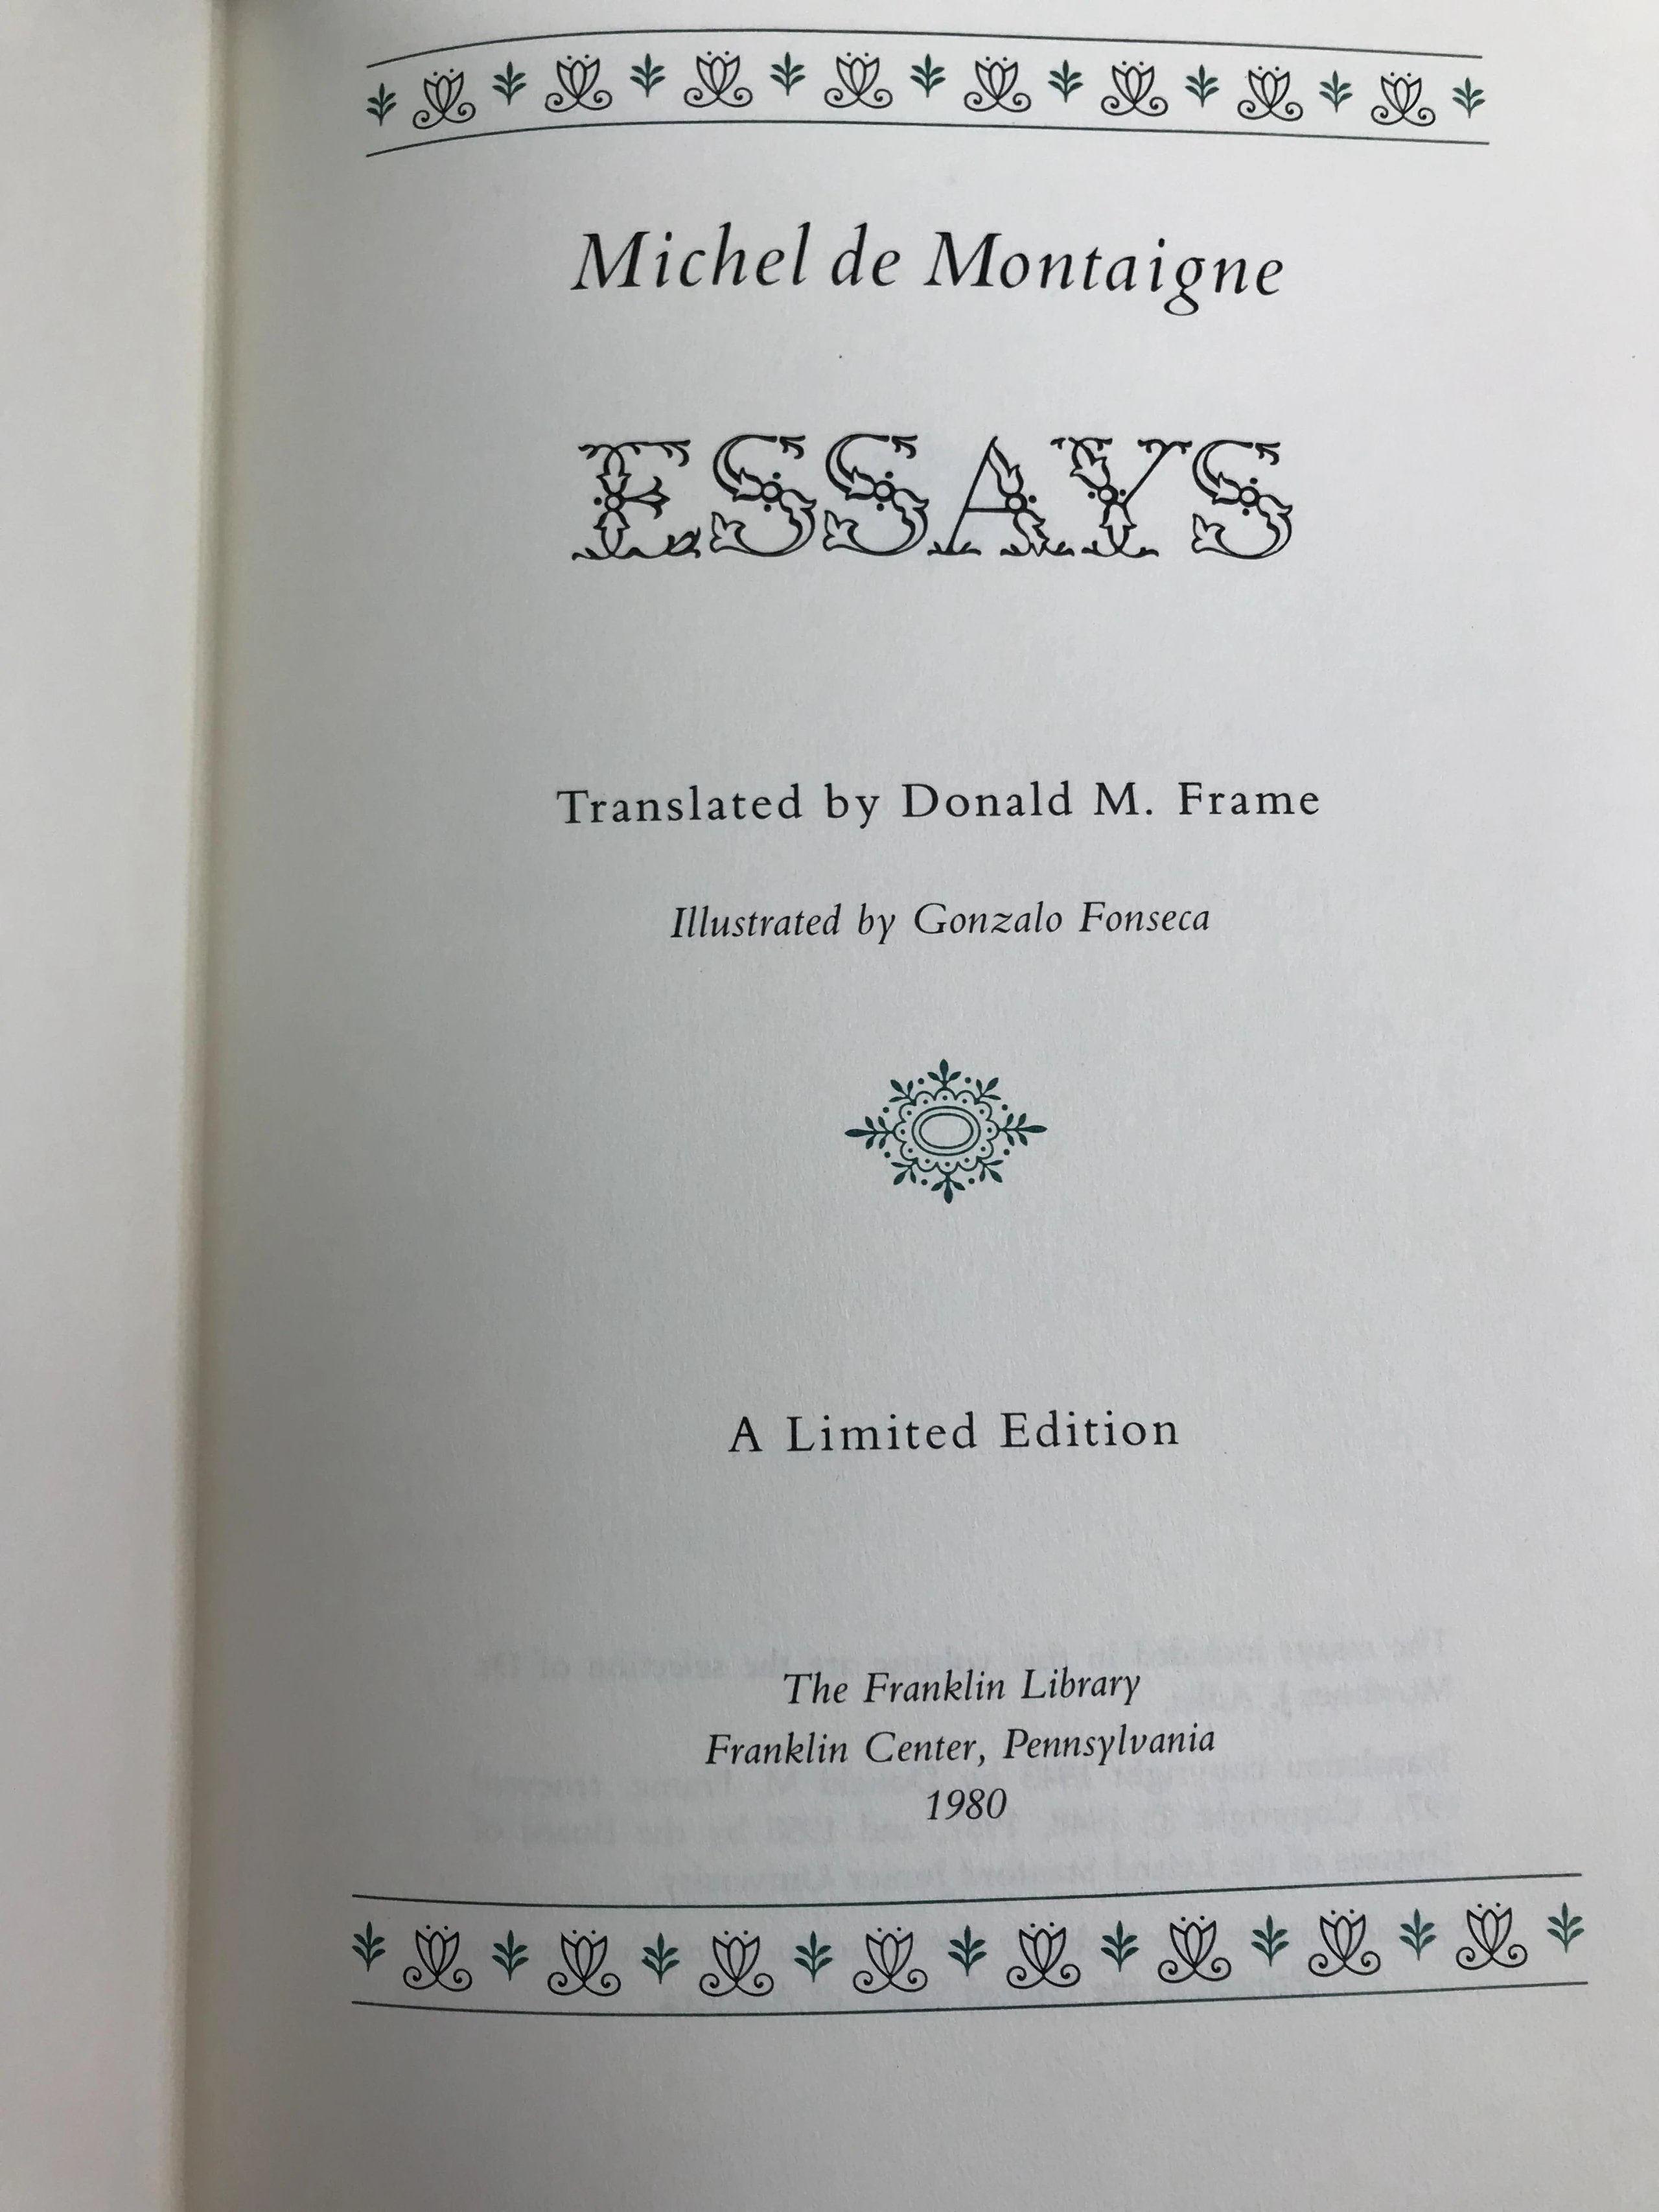 Michel de Montaigne
ESSAYS
Translated by Donald M. Frame
Illustrated by Gonzalo Fonseca
A Limited Edition
The Franklin Library
Franklin Center, Pennsylvania
1980